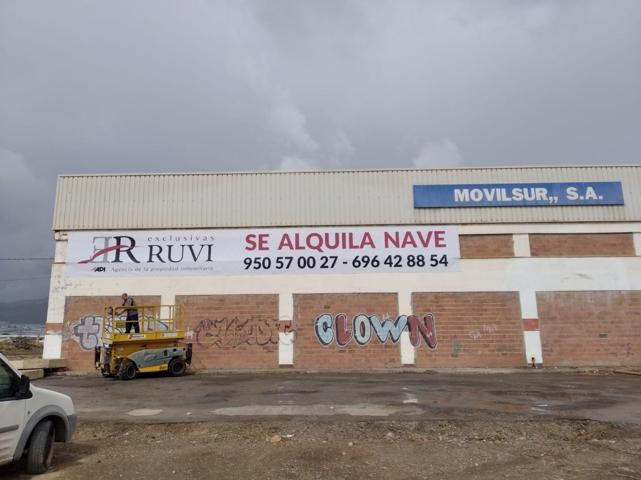 MOVILSUR,, S.A.
exclusivas
RUVI
Agencia de la propiedad inmobiliaria
API
SE ALQUILA NAVE
950 57 00 27 - 696 42 88 54
CLOWN